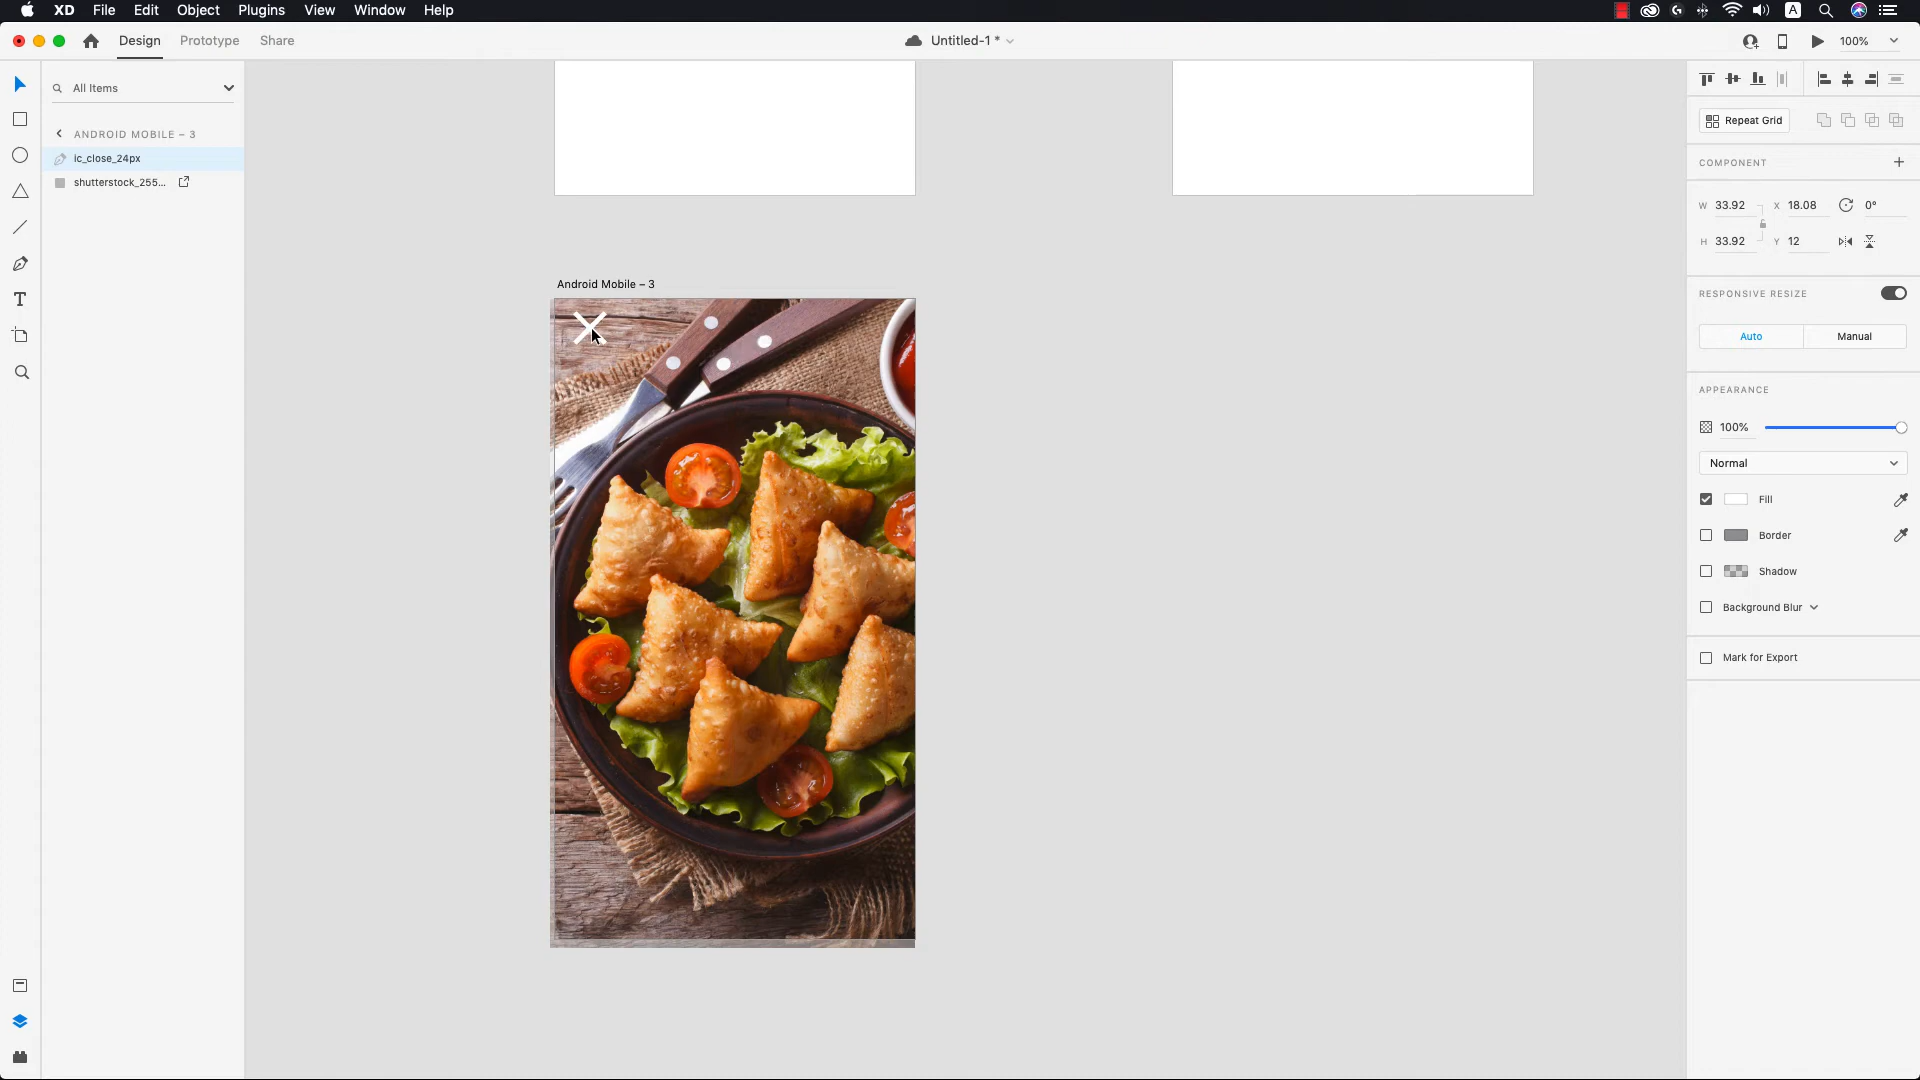 XD File Edit Object Plugins View Window Help
A
Design Prototype Share
Untitled-1 *
100%
All Items
ANDROID MOBILE – 3
ic_close_24px
shutterstock_255...
T
Android Mobile – 3
Repeat Grid
COMPONENT
W 33.92 X 18.08 0°
H 33.92 Y 12
RESPONSIVE RESIZE
Auto Manual
APPEARANCE
100%
Normal
Fill
Border
Shadow
Background Blur
Mark for Export